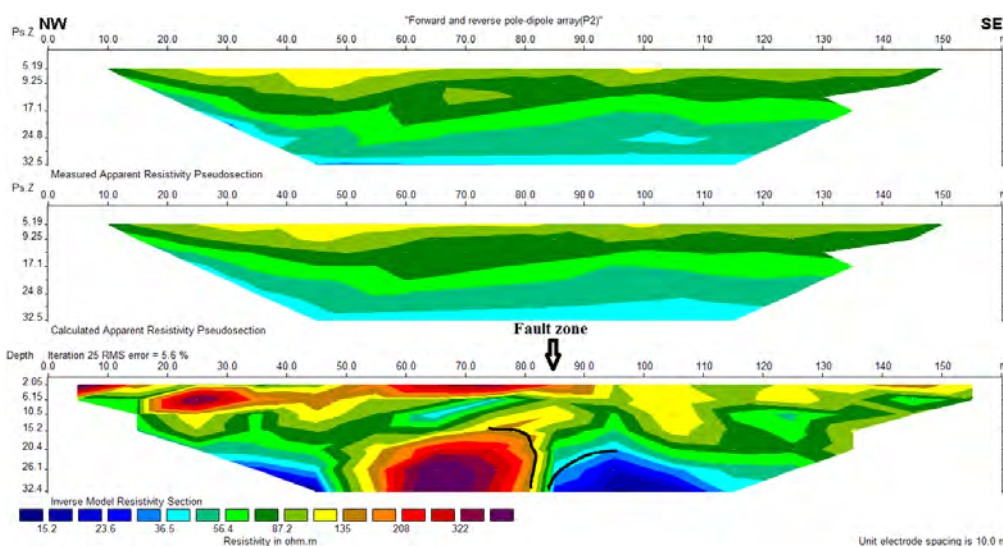 NW "Forward and reverse pole-dipole array(P2)" SE
Ps.Z 0.0 10.0 20.0 30.0 40.0 50.0 60.0 70.0 80.0 90.0 100 110 120 130 140 150
5.19
9.25
17.1
24.8
32.5
Measured Apparent Resistivity Pseudosection
Ps.Z 0.0 10.0 20.0 30.0 40.0 50.0 60.0 70.0 80.0 90.0 100 110 120 130 140 150
5.19
9.25
17.1
24.8
32.5
Calculated Apparent Resistivity Pseudosection
Fault zone
Depth Iteration 25 RMS error = 5.6 %
0.0 10.0 20.0 30.0 40.0 50.0 60.0 70.0 80.0 90.0 100 110 120 130 140 150
2.05
6.15
10.5
15.2
20.4
26.1
32.4
Inverse Model Resistivity Section
15.2 23.6 36.5 56.4 87.2 135 208 322
Resistivity in ohm.m Unit electrode spacing is 10.0